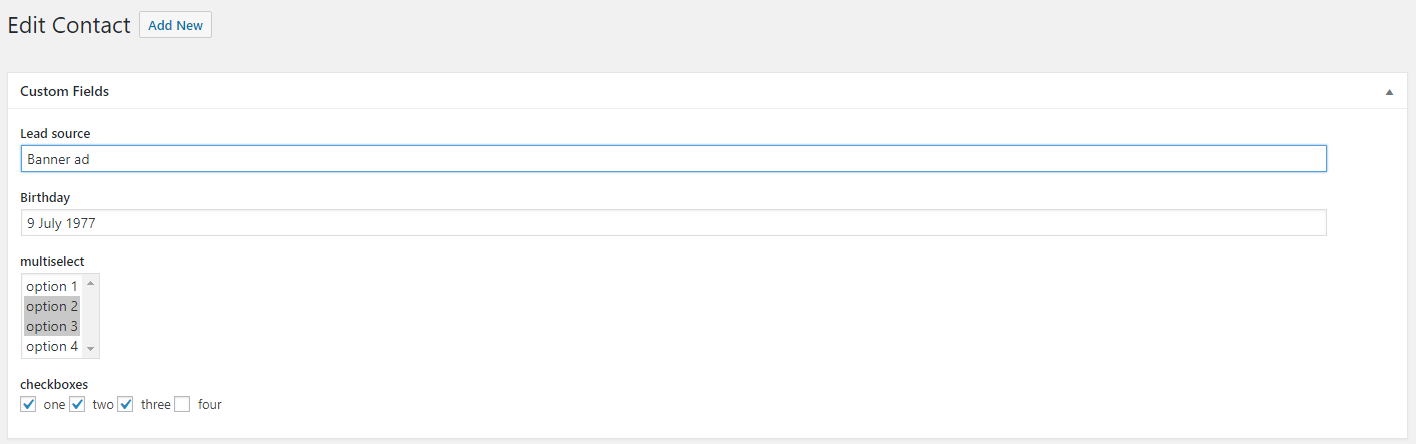 Edit Contact Add New
Custom Fields
Lead source
Banner ad
Birthday
9 July 1977
multiselect
option 1
option 2
option 3
option 4
checkboxes
one two three four